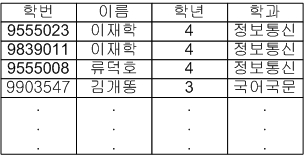 학번 이름 학년 학과
9555023 이재학 4 정보통신
9839011 이재학 4 정보통신
9555008 류덕호 4 정보통신
9903547 김개똥 3 국어국문
. . . .
. . . .
. . . .